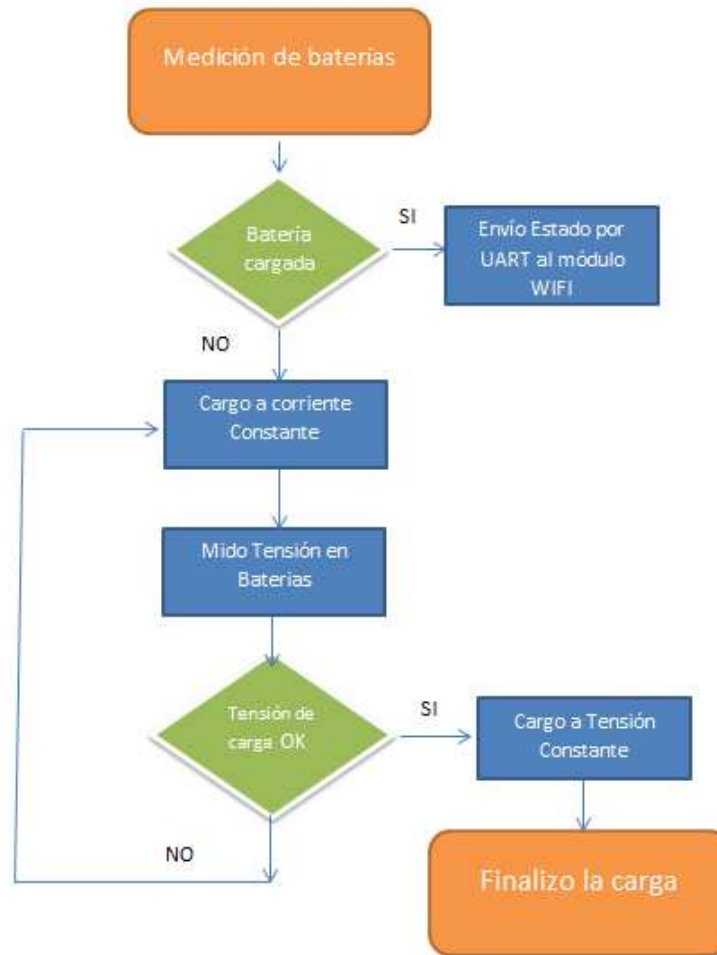 Medición de baterias
Batería
cargada
SI
Envío Estado por
UART al módulo
WIFI
NO
Cargo a corriente
Constante
Mido Tensión en
Baterias
Tensión de
carga OK
SI
Cargo a Tensión
Constante
NO
Finalizo la carga